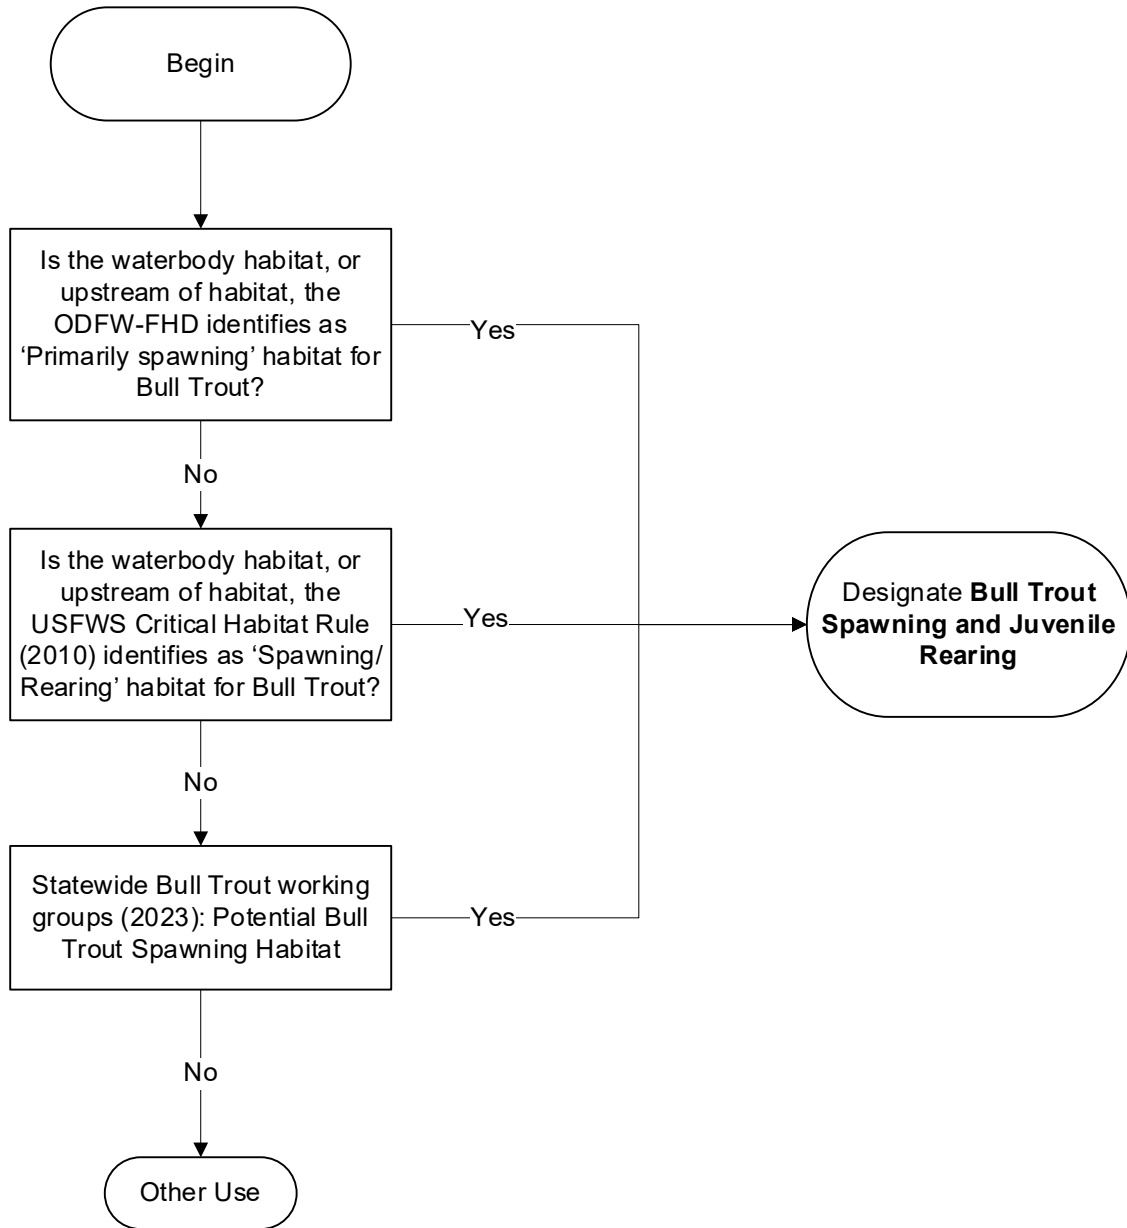 Begin
Is the waterbody habitat, or
upstream of habitat, the
ODFW-FHD identifies as
‘Primarily spawning’ habitat for
Bull Trout?
Yes
No
Is the waterbody habitat, or
upstream of habitat, the
USFWS Critical Habitat Rule
(2010) identifies as ‘Spawning/
Rearing’ habitat for Bull Trout?
Yes
Designate Bull Trout
Spawning and Juvenile
Rearing
No
Statewide Bull Trout working
groups (2023): Potential Bull
Trout Spawning Habitat
Yes
No
Other Use